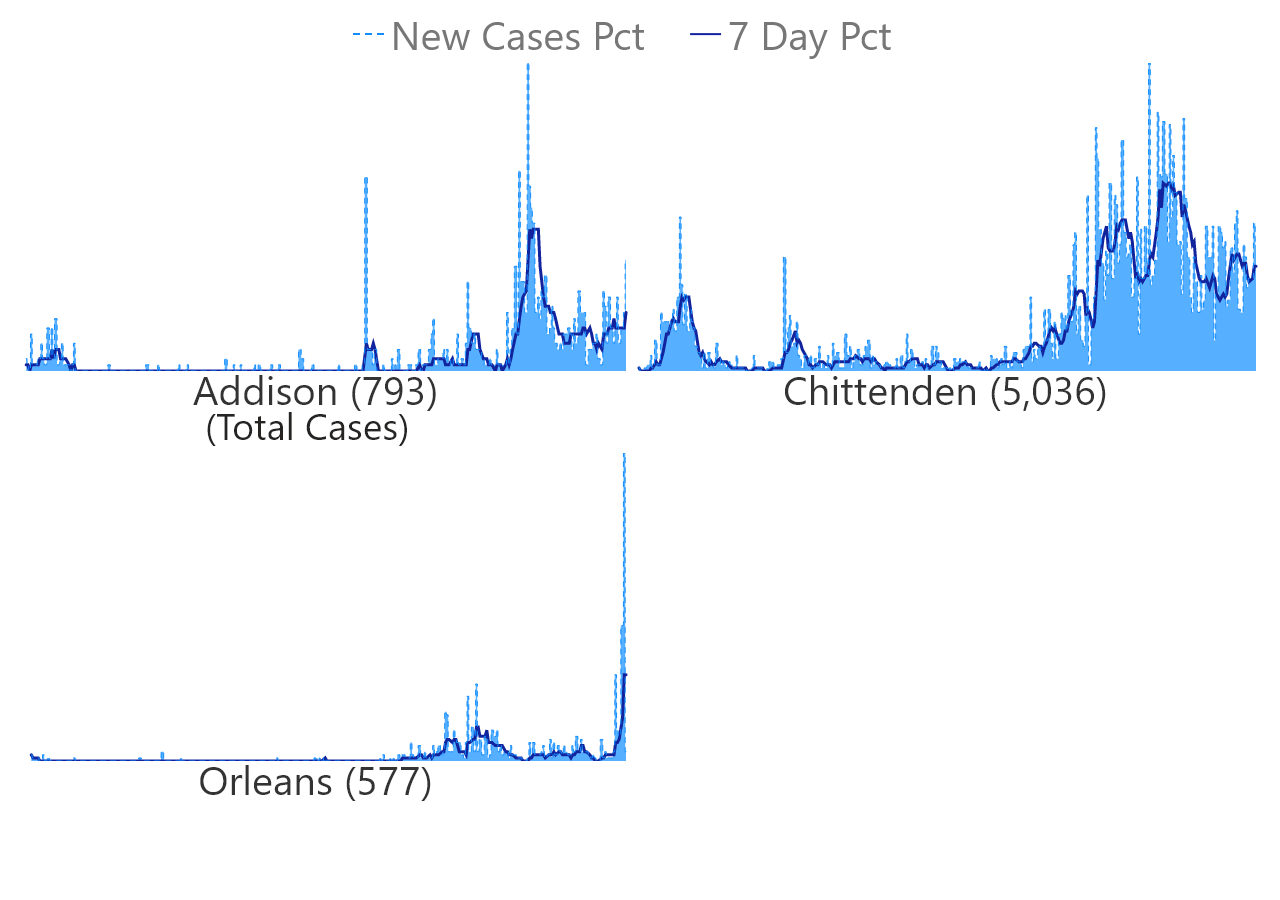 New Cases Pct 7 Day Pct
Addison (793)
(Total Cases)
Chittenden (5,036)
Orleans (577)